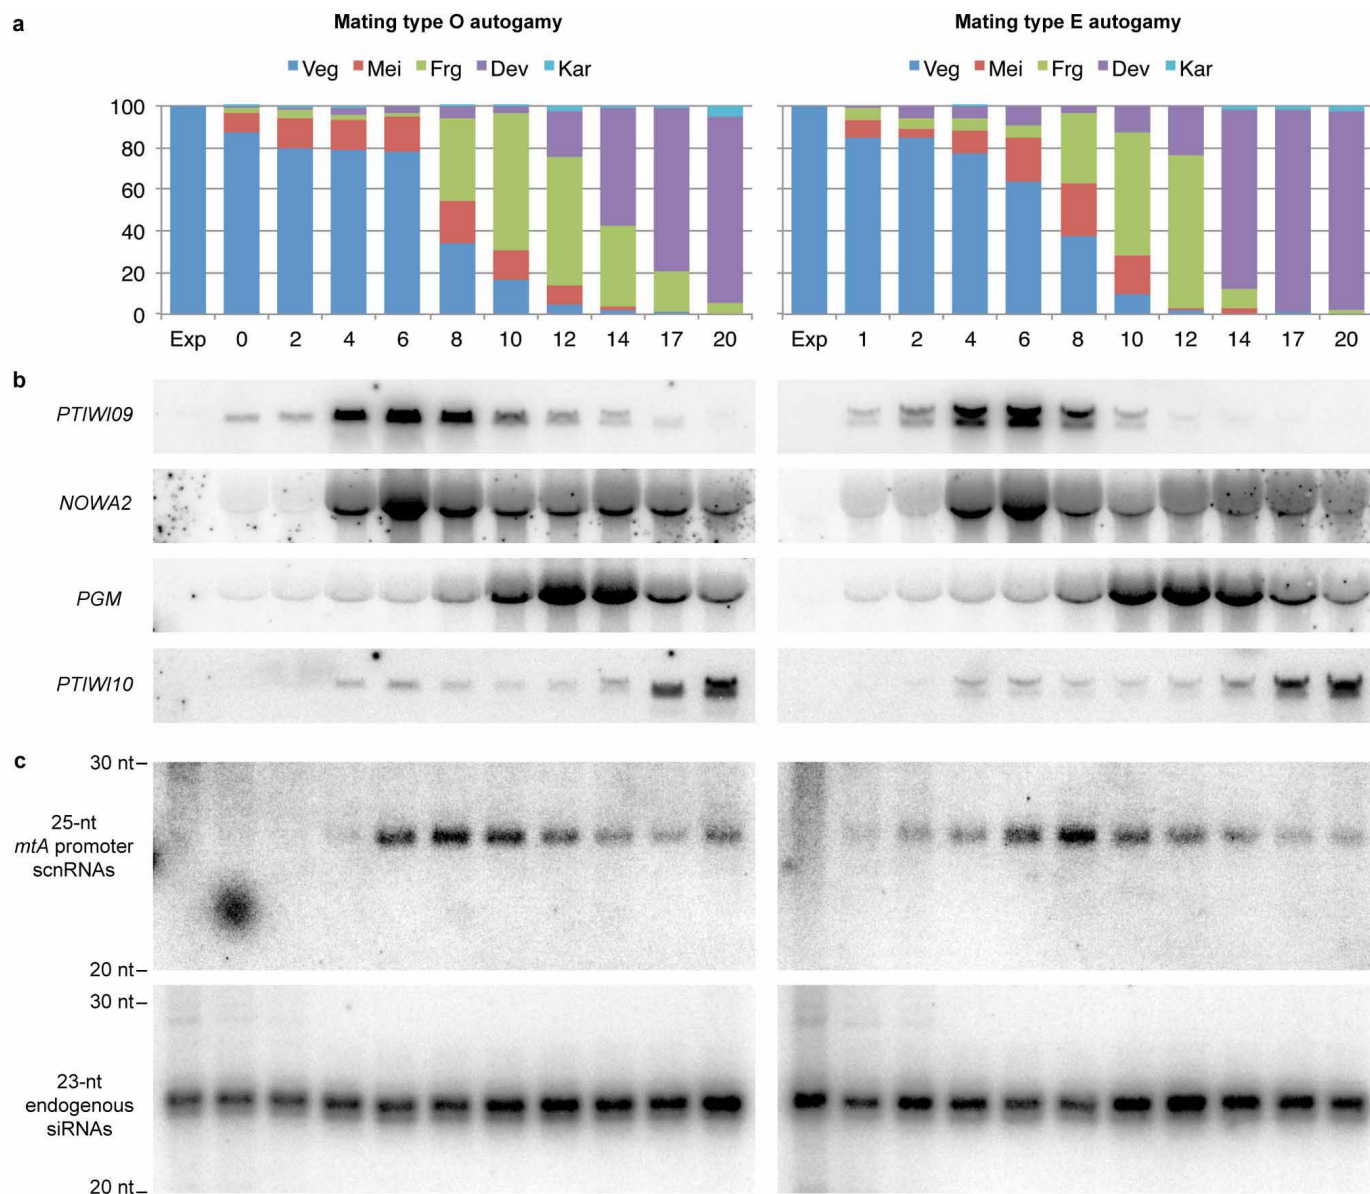 a
Mating type O autogamy
Mating type E autogamy
Veg Mei Frg Dev Kar
Veg Mei Frg Dev Kar
100
80
60
40
20
0
Exp 0 2 4 6 8 10 12 14 17 20
Exp 1 2 4 6 8 10 12 14 17 20
b
PTIWI09
NOWA2
PGM
PTIWI10
c
30 nt–
25-nt
mtA promoter
scnRNAs
20 nt–
30 nt–
23-nt
endogenous
siRNAs
20 nt–